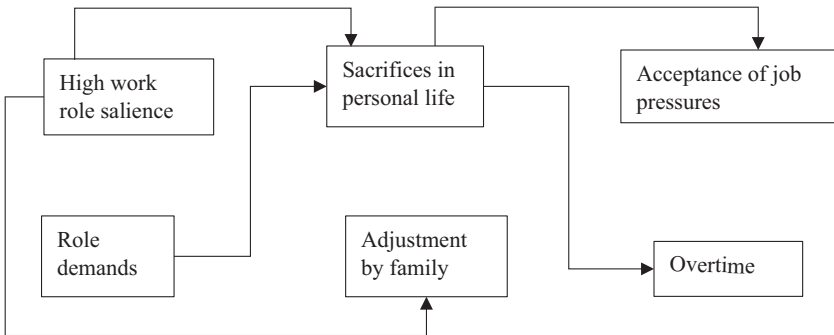 High work
role salience
Sacrifices in
personal life
Acceptance of job
pressures
Role
demands
Adjustment
by family
Overtime